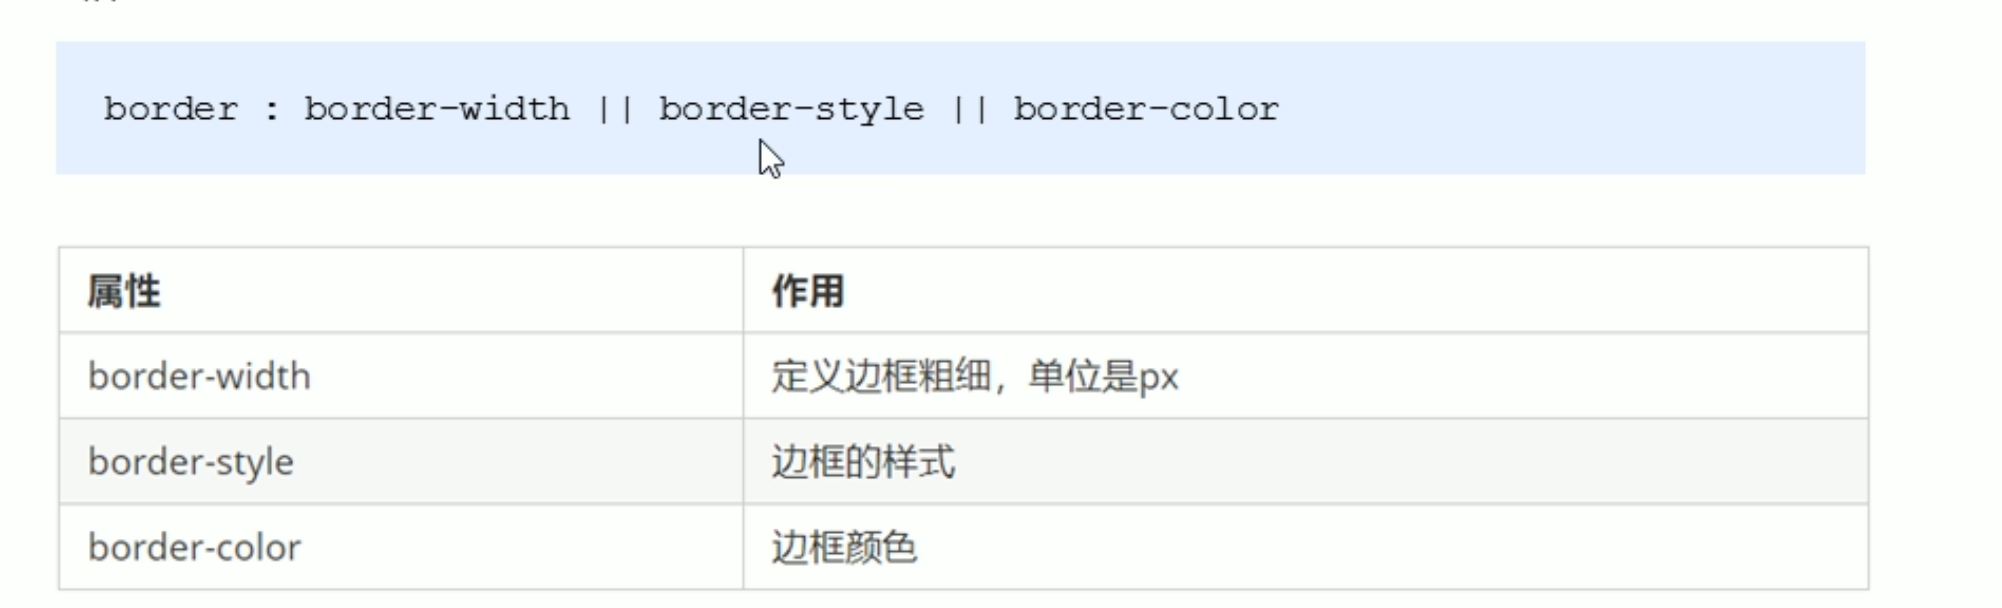 border : border-width || border-style || border-color
属性 作用
border-width 定义边框粗细，单位是px
border-style 边框的样式
border-color 边框颜色